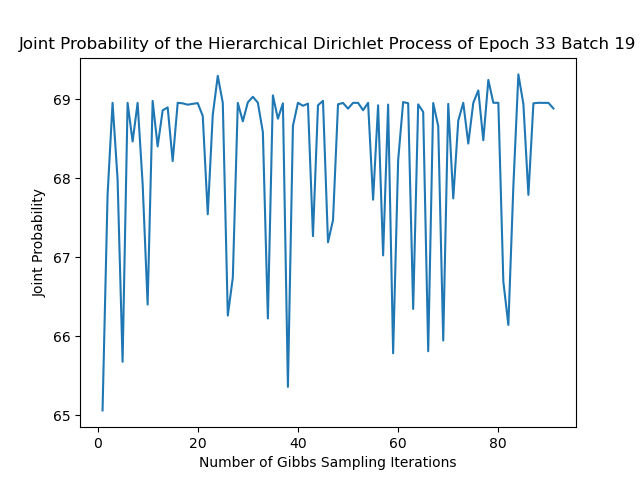 Joint Probability of the Hierarchical Dirichlet Process of Epoch 33 Batch 19
69
68
67
66
65
Joint Probability
0 20 40 60 80
Number of Gibbs Sampling Iterations